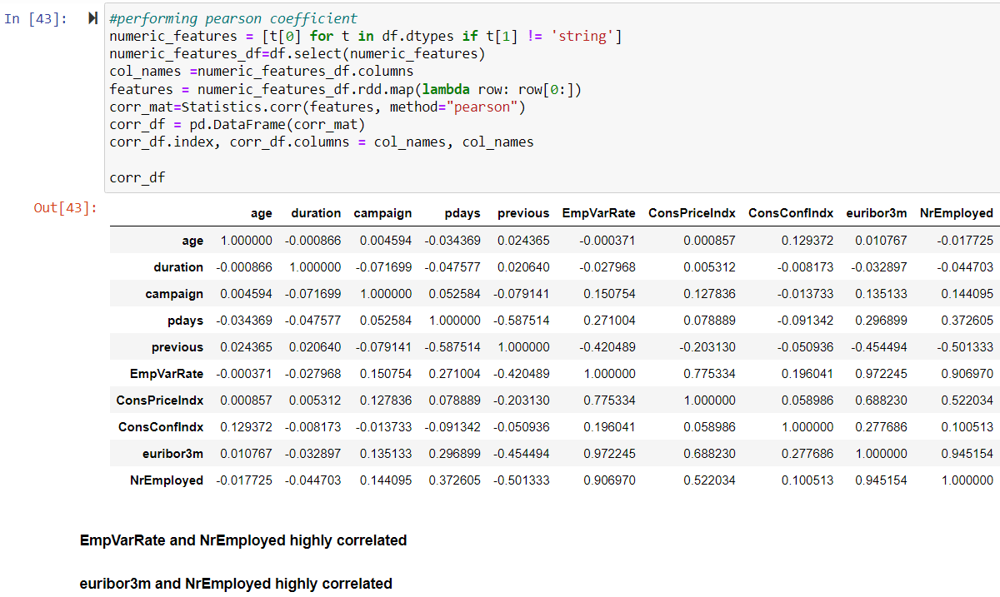 In [43]:
#performing pearson coefficient
numeric_features = [t[0] for t in df.dtypes if t[1] != 'string']
numeric_features_df=df.select(numeric_features)
col_names =numeric_features_df.columns
features = numeric_features_df.rdd.map(lambda row: row[0:])
corr_mat=Statistics.corr(features, method="pearson")
corr_df = pd.DataFrame(corr_mat)
corr_df.index, corr_df.columns = col_names, col_names
corr_df
Out[43]:
age duration campaign pdays previous EmpVarRate ConsPriceIndx ConsConfIndx euribor3m NrEmployed
age 1.000000 -0.000866 0.004594 -0.034369 0.024365 -0.000371 0.000857 0.129372 0.010767 -0.017725
duration -0.000866 1.000000 -0.071699 -0.047577 0.020640 -0.027968 0.005312 -0.008173 -0.032897 -0.044703
campaign 0.004594 -0.071699 1.000000 0.052584 -0.079141 0.150754 0.127836 -0.013733 0.135133 0.144095
pdays -0.034369 -0.047577 0.052584 1.000000 -0.587514 0.271004 0.078889 -0.091342 0.296899 0.372605
previous 0.024365 0.020640 -0.079141 -0.587514 1.000000 -0.420489 -0.203130 -0.050936 -0.454494 -0.501333
EmpVarRate -0.000371 -0.027968 0.150754 0.271004 -0.420489 1.000000 0.775334 0.196041 0.972245 0.906970
ConsPriceIndx 0.000857 0.005312 0.127836 0.078889 -0.203130 0.775334 1.000000 0.058986 0.688230 0.522034
ConsConfIndx 0.129372 -0.008173 -0.013733 -0.091342 -0.050936 0.196041 0.058986 1.000000 0.277686 0.100513
euribor3m 0.010767 -0.032897 0.135133 0.296899 -0.454494 0.972245 0.688230 0.277686 1.000000 0.945154
NrEmployed -0.017725 -0.044703 0.144095 0.372605 -0.501333 0.906970 0.522034 0.100513 0.945154 1.000000
EmpVarRate and NrEmployed highly correlated
euribor3m and NrEmployed highly correlated